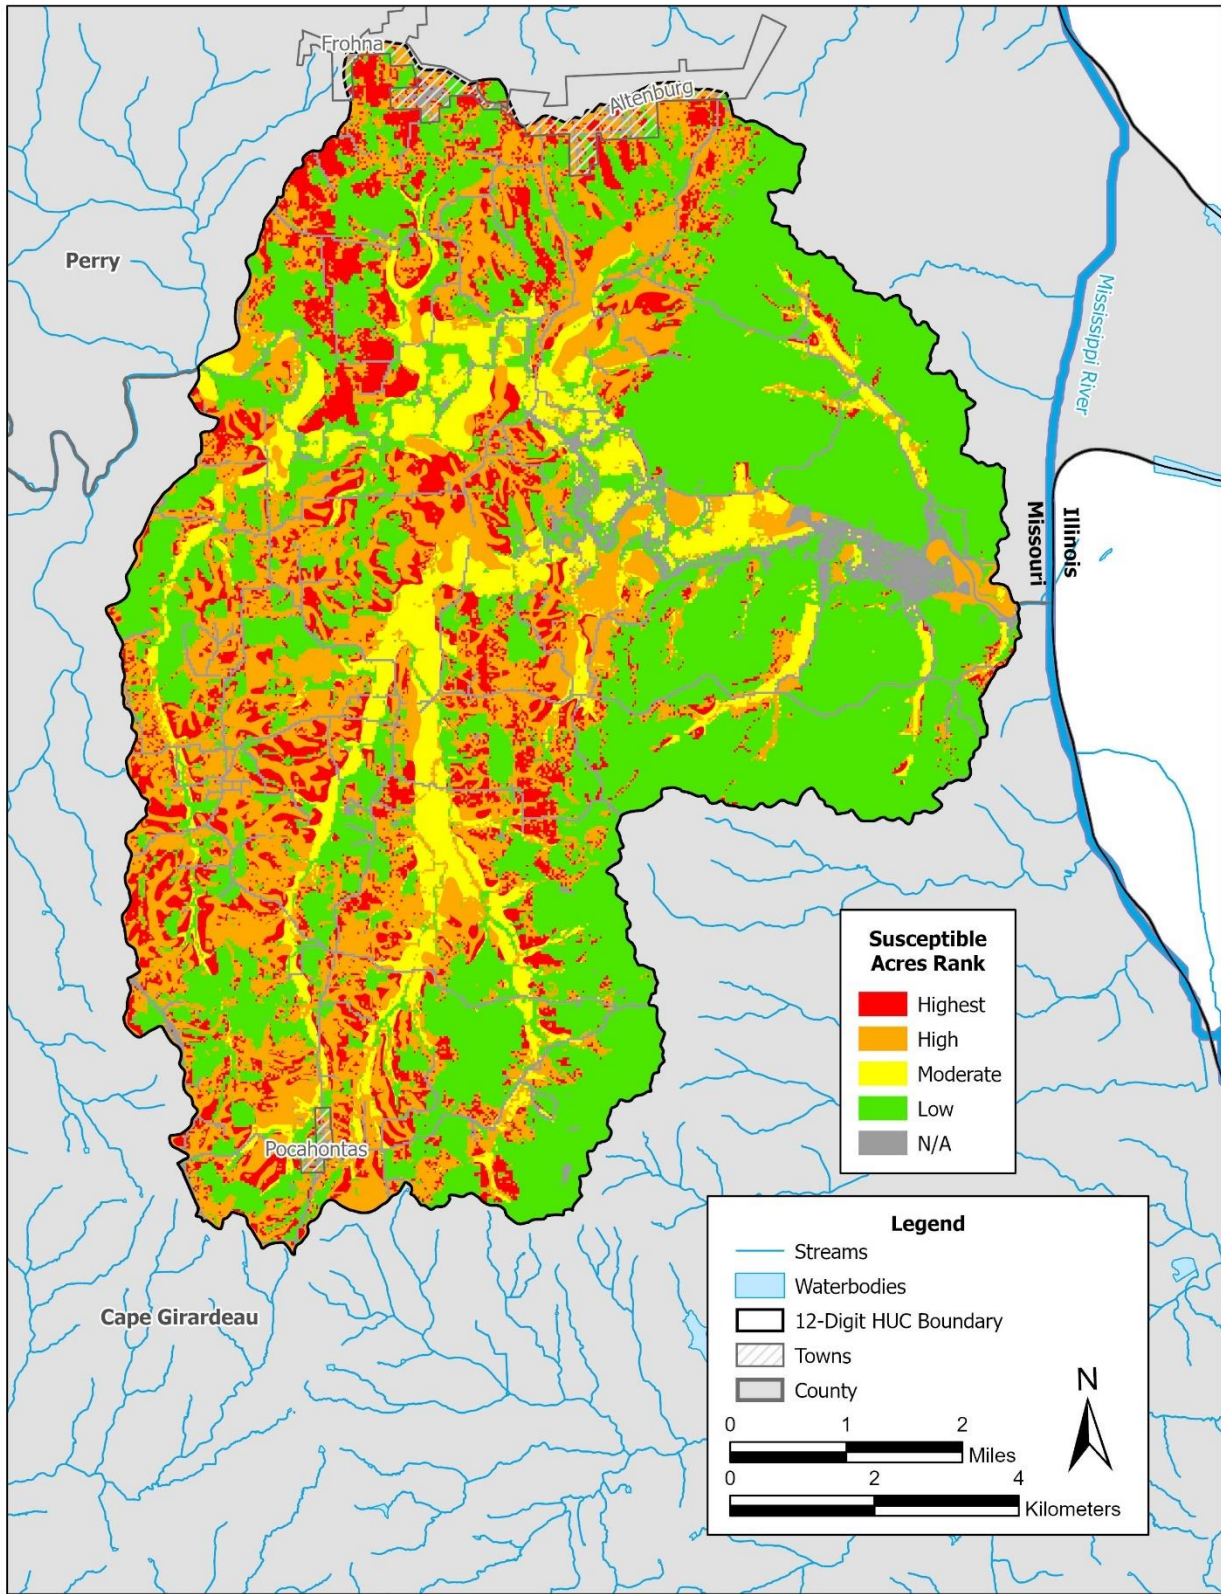 Frohna
Altenburg
Perry
Mississippi River
Illinois
Missouri
Susceptible
Acres Rank
Highest
High
Moderate
Low
N/A
Pocahontas
Legend
Streams
Waterbodies
12-Digit HUC Boundary
Towns
County
Cape Girardeau
N
0 1 2
Miles
0 2 4
Kilometers